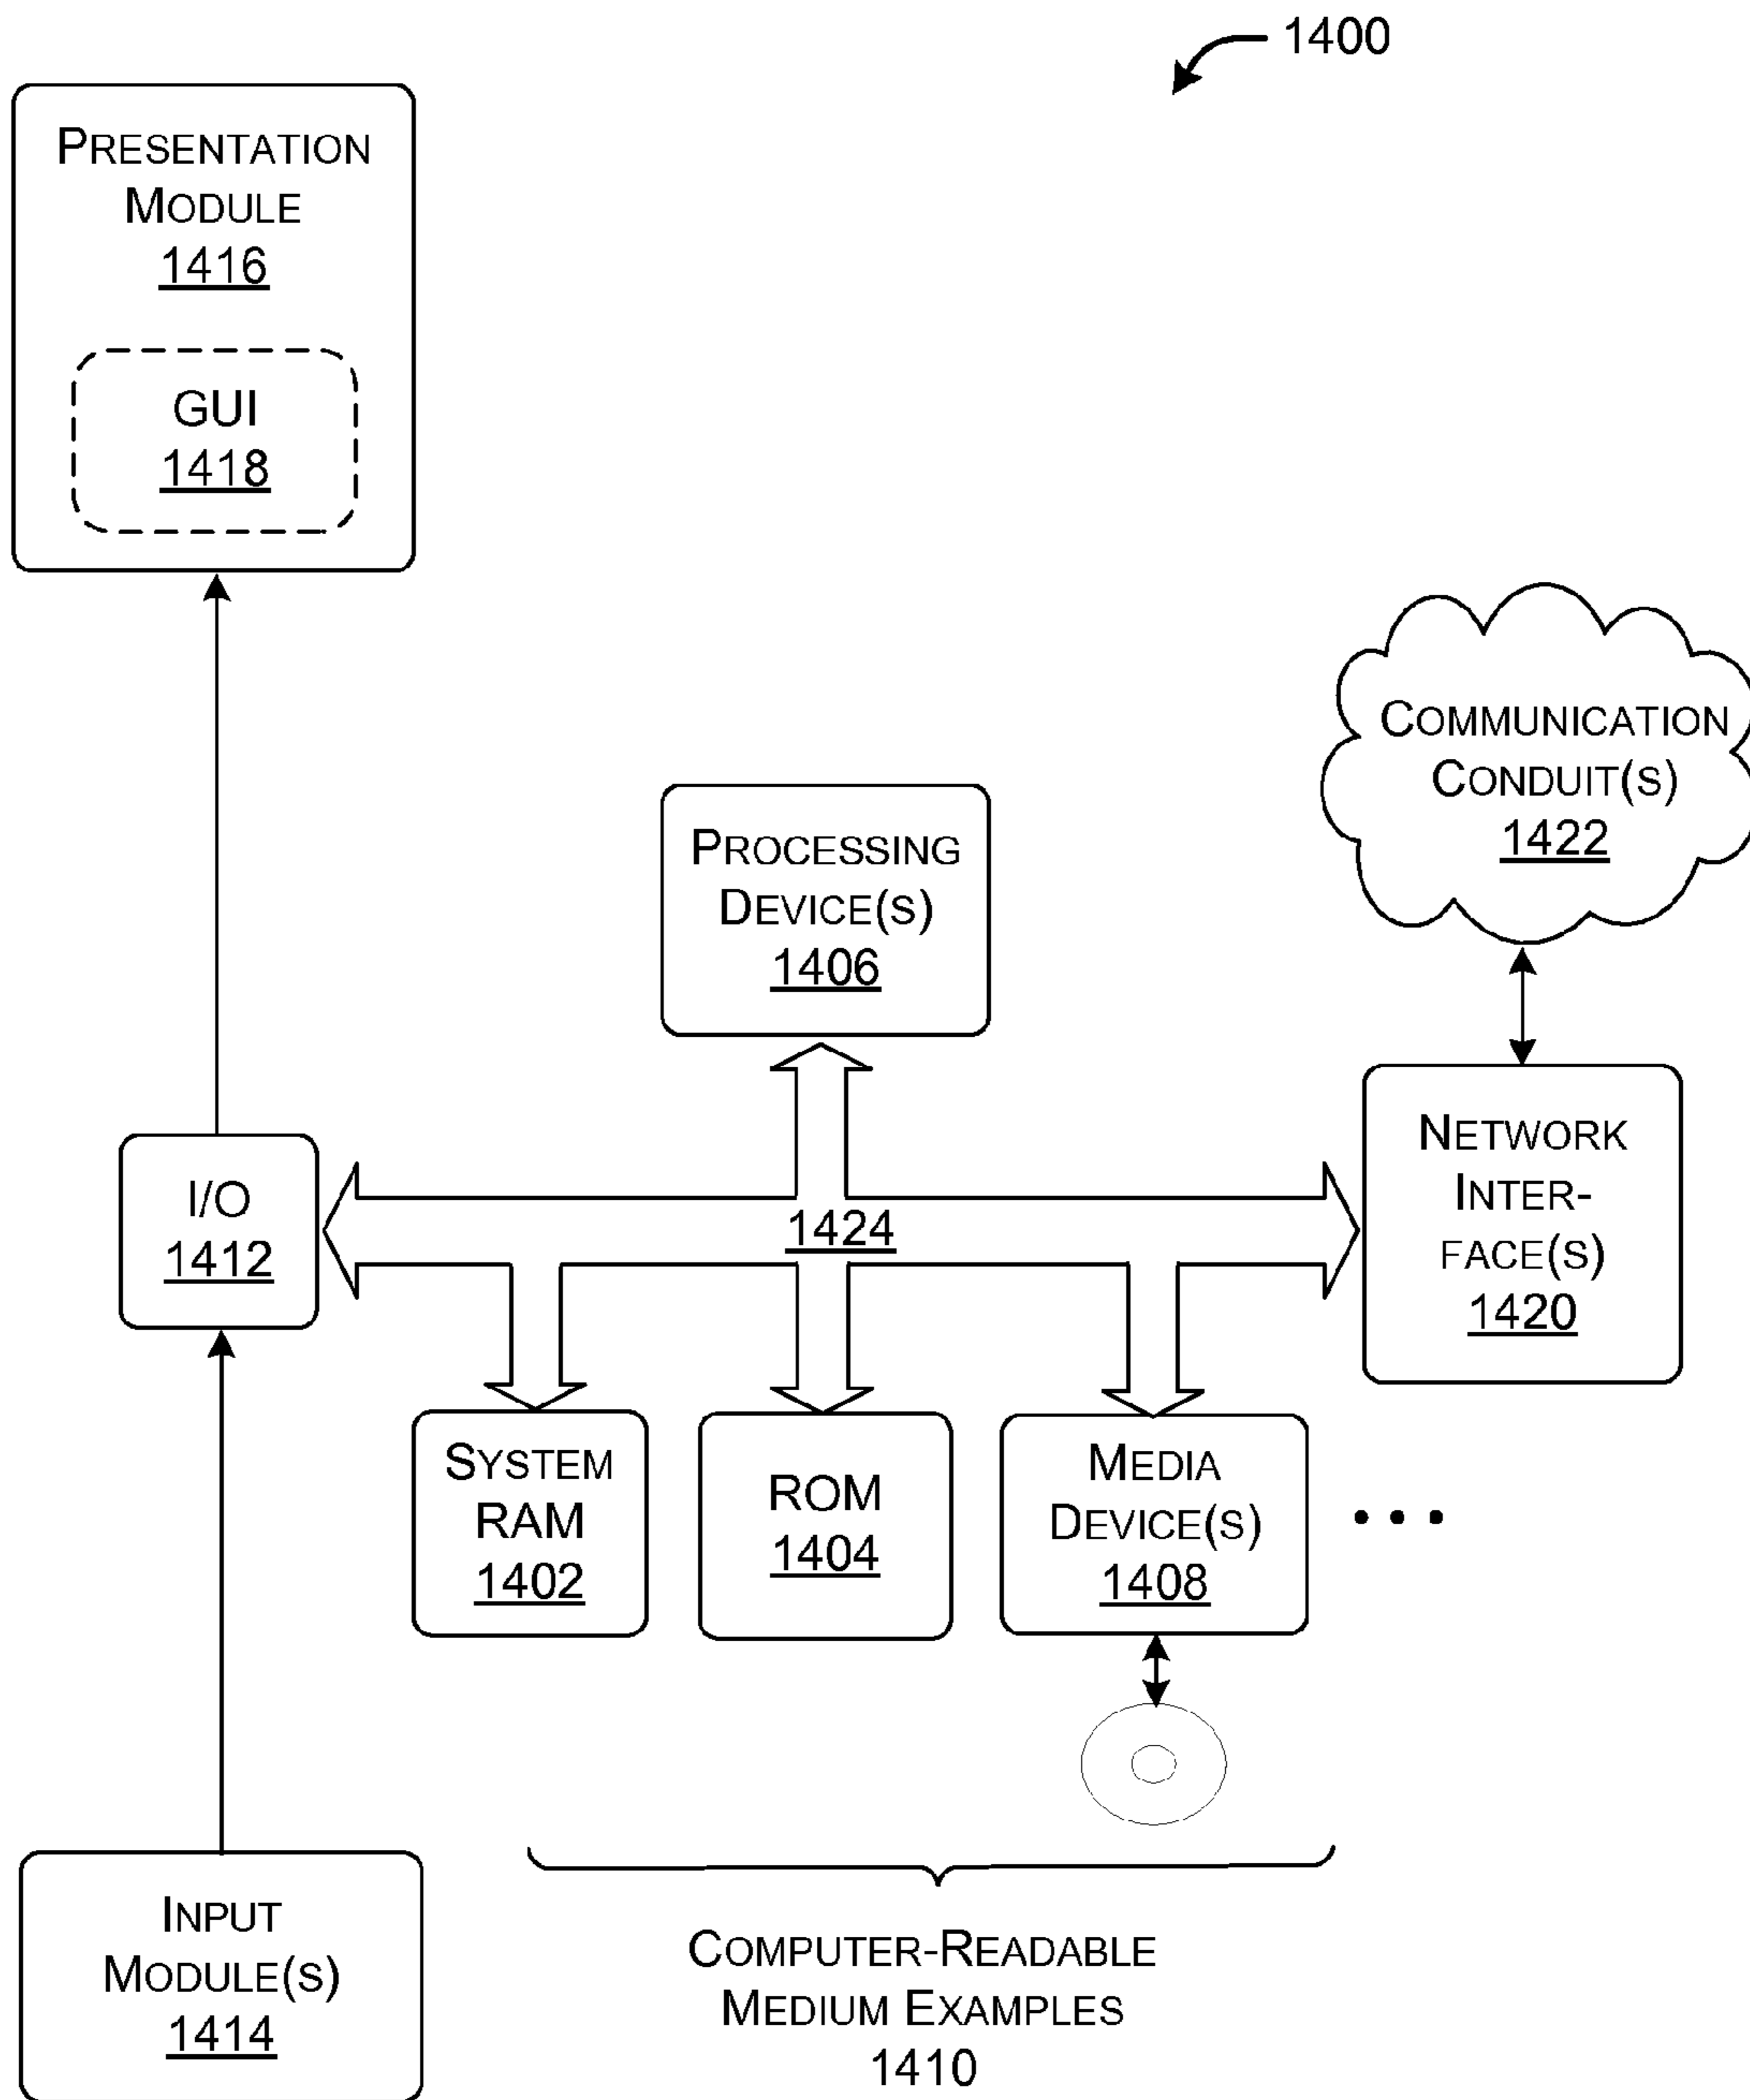 1400
PRESENTATION
MODULE
1416
GUI
1418
COMMUNICATION
CONDUIT(S)
1422
PROCESSING
DEVICE(S)
1406
NETWORK
INTER-
FACE(S)
1420
I/O
1412
1424
SYSTEM
RAM
1402
ROM
1404
MEDIA
DEVICE(S)
1408
• • •
INPUT
MODULE(S)
1414
COMPUTER-READABLE
MEDIUM EXAMPLES
1410